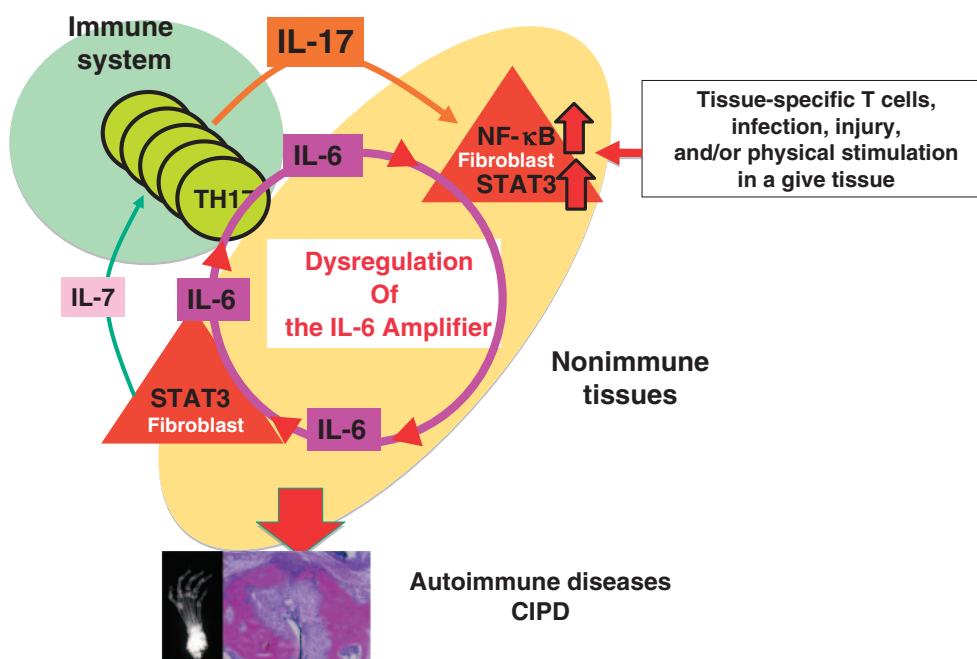 Immune
system
IL-17
Tissue-specific T cells,
infection, injury,
and/or physical stimulation
in a give tissue
NF-κB
Fibroblast
STAT3
IL-6
TH17
Dysregulation
Of
the IL-6 Amplifier
IL-7
IL-6
Nonimmune
tissues
STAT3
Fibroblast
IL-6
Autoimmune diseases
CIPD